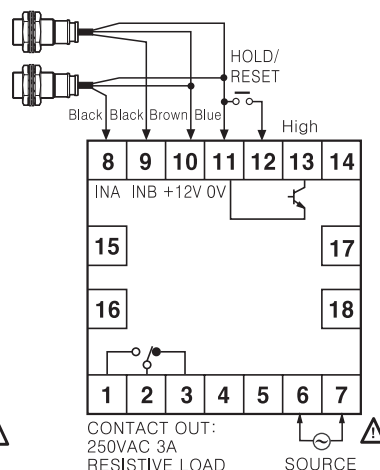 HOLD/
RESET
Black Black Brown Blue
High
8 9 10 11 12 13 14
INA INB +12V 0V
15 17
16 18
1 2 3 4 5 6 7
CONTACT OUT:
250VAC 3A
RESISTIVE LOAD
SOURCE